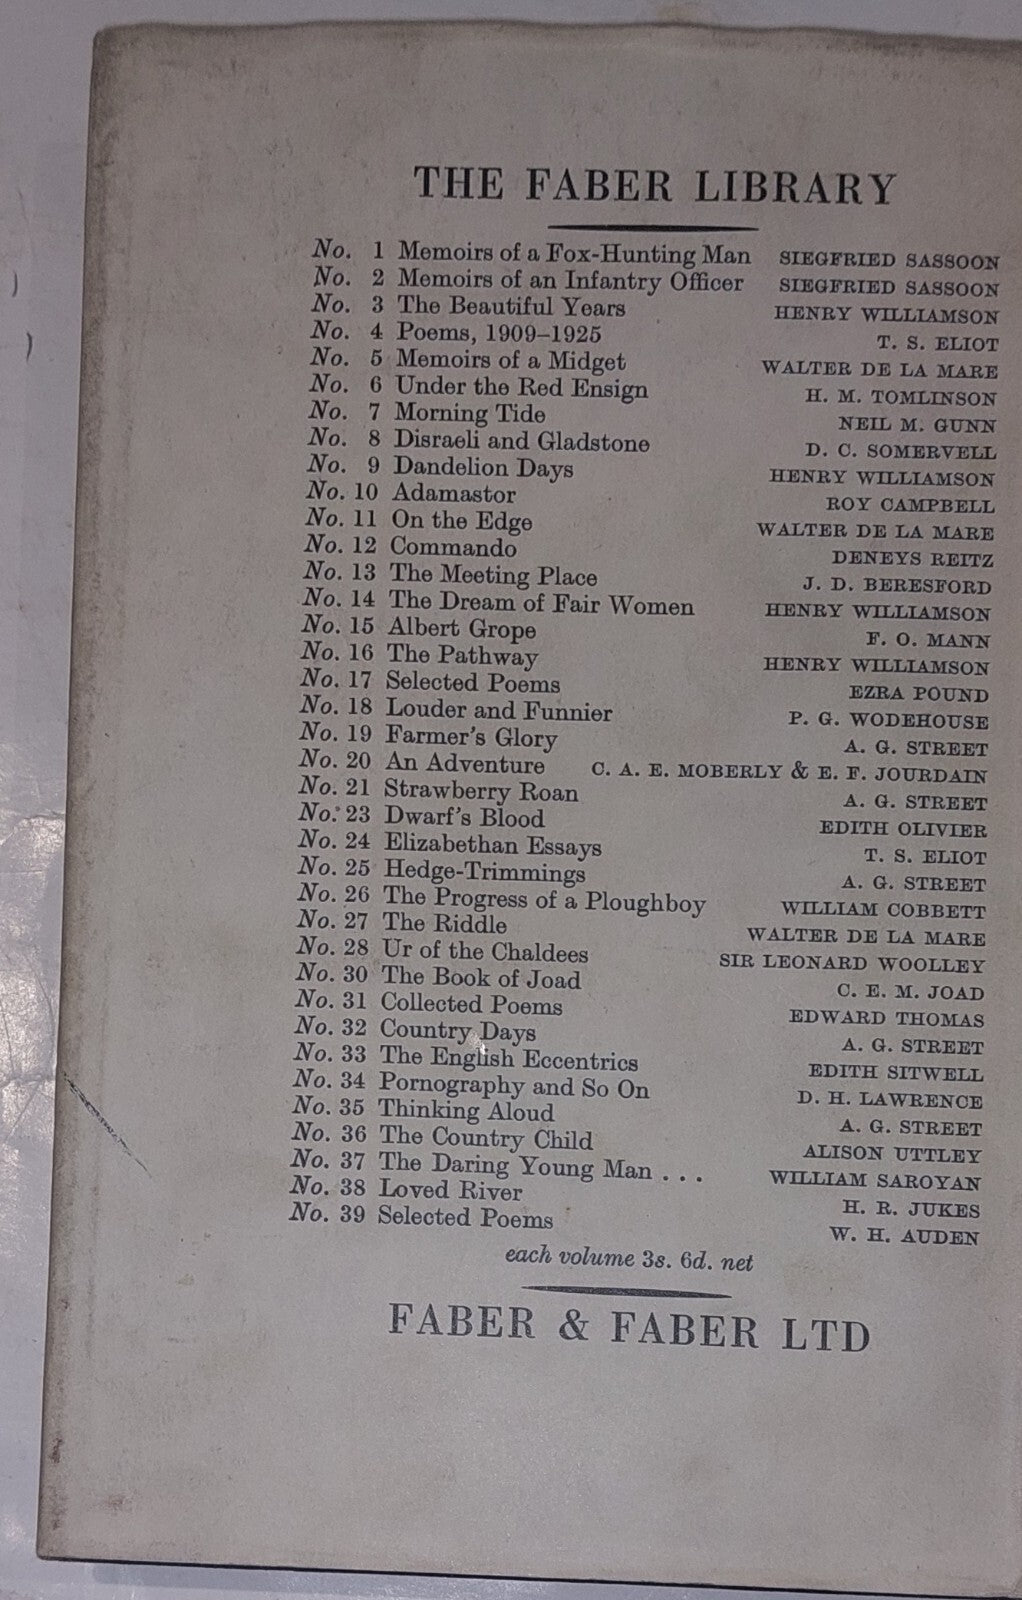 THE FABER LIBRARY
No. 1 Memoirs of a Fox-Hunting Man SIEGFRIED SASSOON
No. 2 Memoirs of an Infantry Officer SIEGFRIED SASSOON
No. 3 The Beautiful Years HENRY WILLIAMSON
No. 4 Poems, 1909–1925 T. S. ELIOT
No. 5 Memoirs of a Midget WALTER DE LA MARE
No. 6 Under the Red Ensign H. M. TOMLINSON
No. 7 Morning Tide NEIL M. GUNN
No. 8 Disraeli and Gladstone D. C. SOMERVELL
No. 9 Dandelion Days HENRY WILLIAMSON
No. 10 Adamastor ROY CAMPBELL
No. 11 On the Edge WALTER DE LA MARE
No. 12 Commando DENEYS REITZ
No. 13 The Meeting Place J. D. BERESFORD
No. 14 The Dream of Fair Women HENRY WILLIAMSON
No. 15 Albert Grope F. O. MANN
No. 16 The Pathway HENRY WILLIAMSON
No. 17 Selected Poems EZRA POUND
No. 18 Louder and Funnier P. G. WODEHOUSE
No. 19 Farmer's Glory A. G. STREET
No. 20 An Adventure C. A. E. MOBERLY & E. F. JOURDAIN
No. 21 Strawberry Roan A. G. STREET
No. 23 Dwarf's Blood EDITH OLIVIER
No. 24 Elizabethan Essays T. S. ELIOT
No. 25 Hedge-Trimmings A. G. STREET
No. 26 The Progress of a Ploughboy WILLIAM COBBETT
No. 27 The Riddle WALTER DE LA MARE
No. 28 Ur of the Chaldees SIR LEONARD WOOLLEY
No. 30 The Book of Joad C. E. M. JOAD
No. 31 Collected Poems EDWARD THOMAS
No. 32 Country Days A. G. STREET
No. 33 The English Eccentrics EDITH SITWELL
No. 34 Pornography and So On D. H. LAWRENCE
No. 35 Thinking Aloud A. G. STREET
No. 36 The Country Child ALISON UTTLEY
No. 37 The Daring Young Man . . . WILLIAM SAROYAN
No. 38 Loved River H. R. JUKES
No. 39 Selected Poems W. H. AUDEN
each volume 3s. 6d. net
FABER & FABER LTD